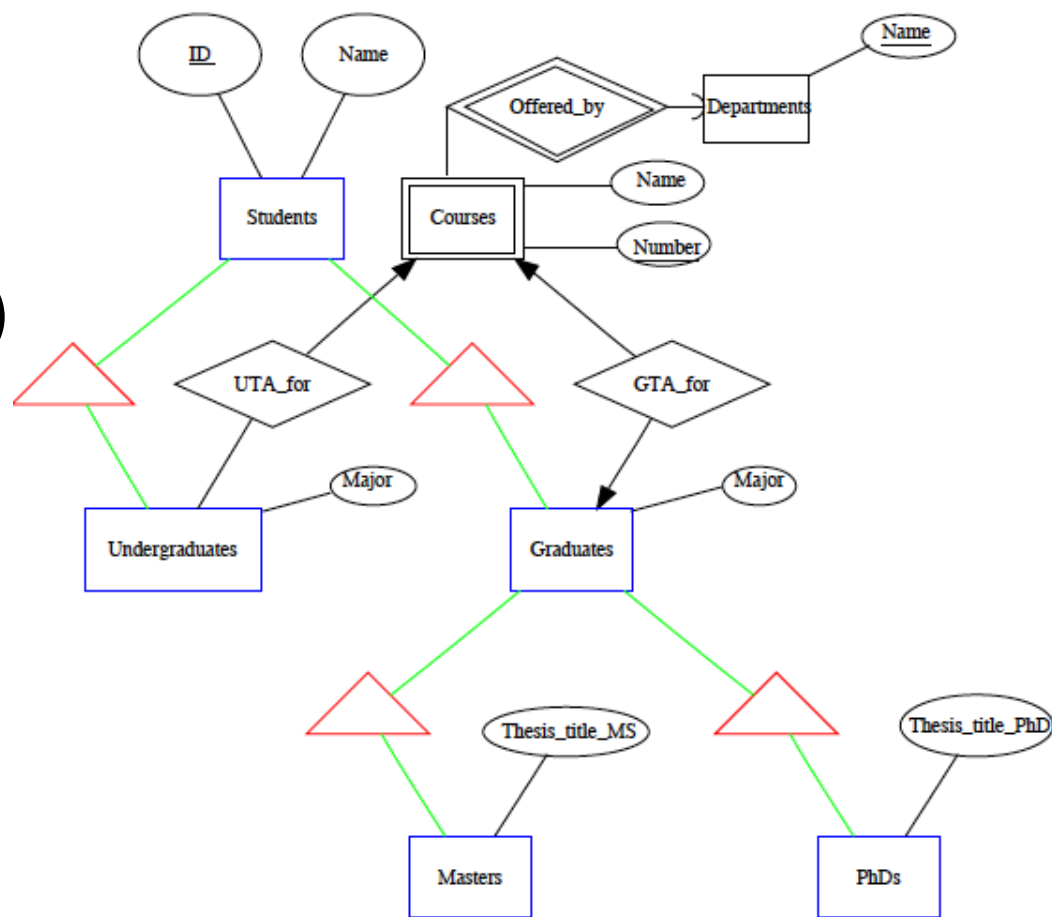 Name
ID
Name
Offered_by
Departments
Name
Students
Courses
Number
UTA_for
GTA_for
Major
Major
Undergraduates
Graduates
Thesis_title_MS
Thesis_title_PhD
Masters
PhDs